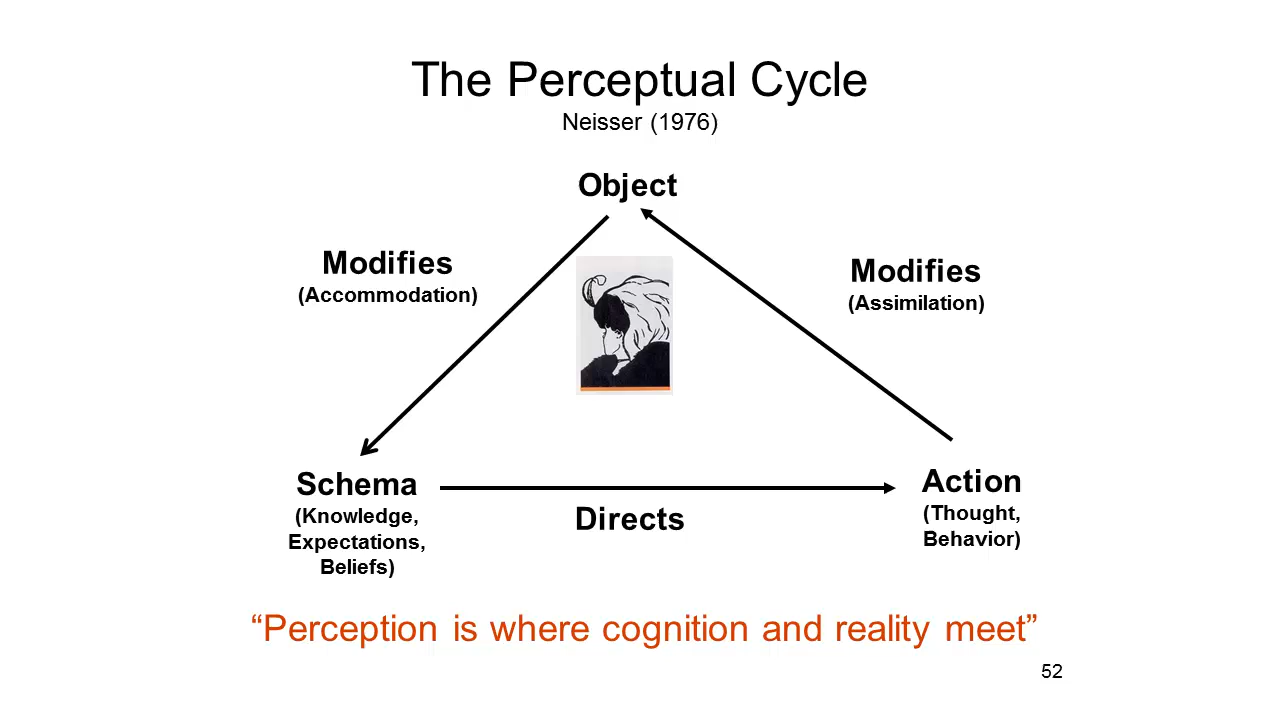 The Perceptual Cycle
Neisser (1976)
Object
Modifies
(Accommodation)
Modifies
(Assimilation)
Schema
(Knowledge,
Expectations,
Beliefs)
Directs
Action
(Thought,
Behavior)
“Perception is where cognition and reality meet”
52